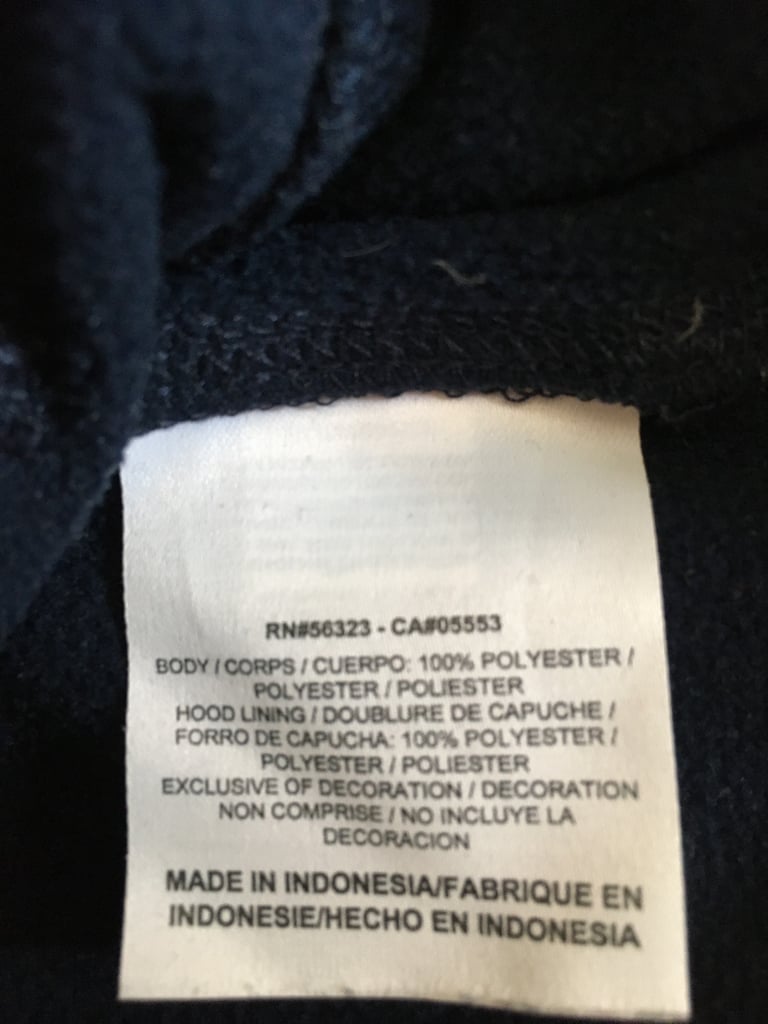 RN#56323 - CA#05553
BODY / CORPS / CUERPO: 100% POLYESTER /
POLYESTER / POLIESTER
HOOD LINING / DOUBLURE DE CAPUCHE /
FORRO DE CAPUCHA: 100% POLYESTER /
POLYESTER / POLIESTER
EXCLUSIVE OF DECORATION / DECORATION
NON COMPRISE / NO INCLUYE LA
DECORACION
MADE IN INDONESIA/FABRIQUE EN
INDONESIE/HECHO EN INDONESIA